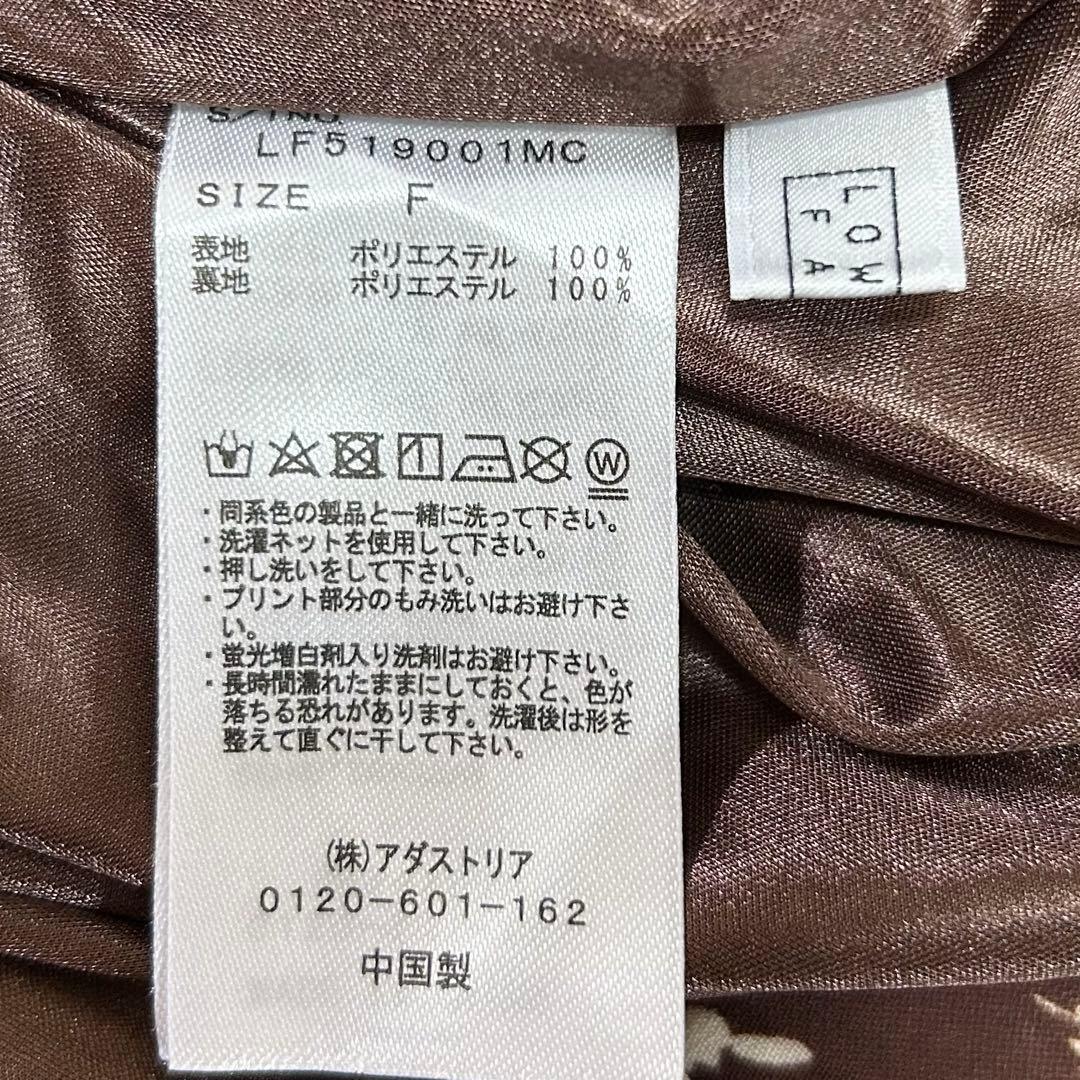 S/TNO
LF519001MC
SIZE F
表地 ポリエステル 100%
裏地 ポリエステル 100%
W
・同系色の製品と一緒に洗って下さい。
・洗濯ネットを使用して下さい。
・押し洗いをして下さい。
・プリント部分のもみ洗いはお避け下さ
い。
・蛍光増白剤入り洗剤はお避け下さい。
・長時間濡れたままにしておくと、色が
落ちる恐れがあります。洗濯後は形を
整えて直ぐに干して下さい。
(株)アダストリア
0120-601-162
中国製
LOW
FA